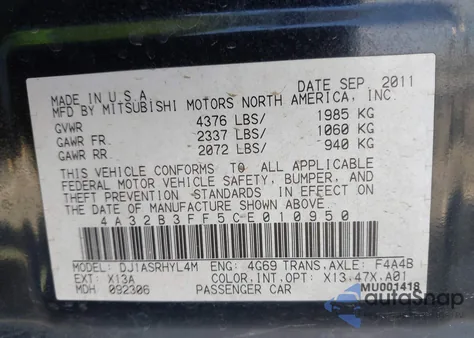 MADE IN U.S.A. DATE SEP. 2011
MFD BY MITSUBISHI MOTORS NORTH AMERICA, INC.
GVWR 4376 LBS/ 1985 KG
GAWR FR 2337 LBS/ 1060 KG
GAWR RR 2072 LBS/ 940 KG
THIS VEHICLE CONFORMS TO ALL APPLICABLE
FEDERAL MOTOR VEHICLE SAFETY, BUMPER, AND
THEFT PREVENTION STANDARDS IN EFFECT ON
THE DATE OF MANUFACTURE SHOWN ABOVE.
4A32B3FF5CE010950
MODEL: DJ1ASRHYL4M ENG: 4G69 TRANS.AXLE: F4A4B
EXT: X13A COLOR.INT.OPT: X13.47X.A01
MDH 092306 PASSENGER CAR MU001418
AutoSnap